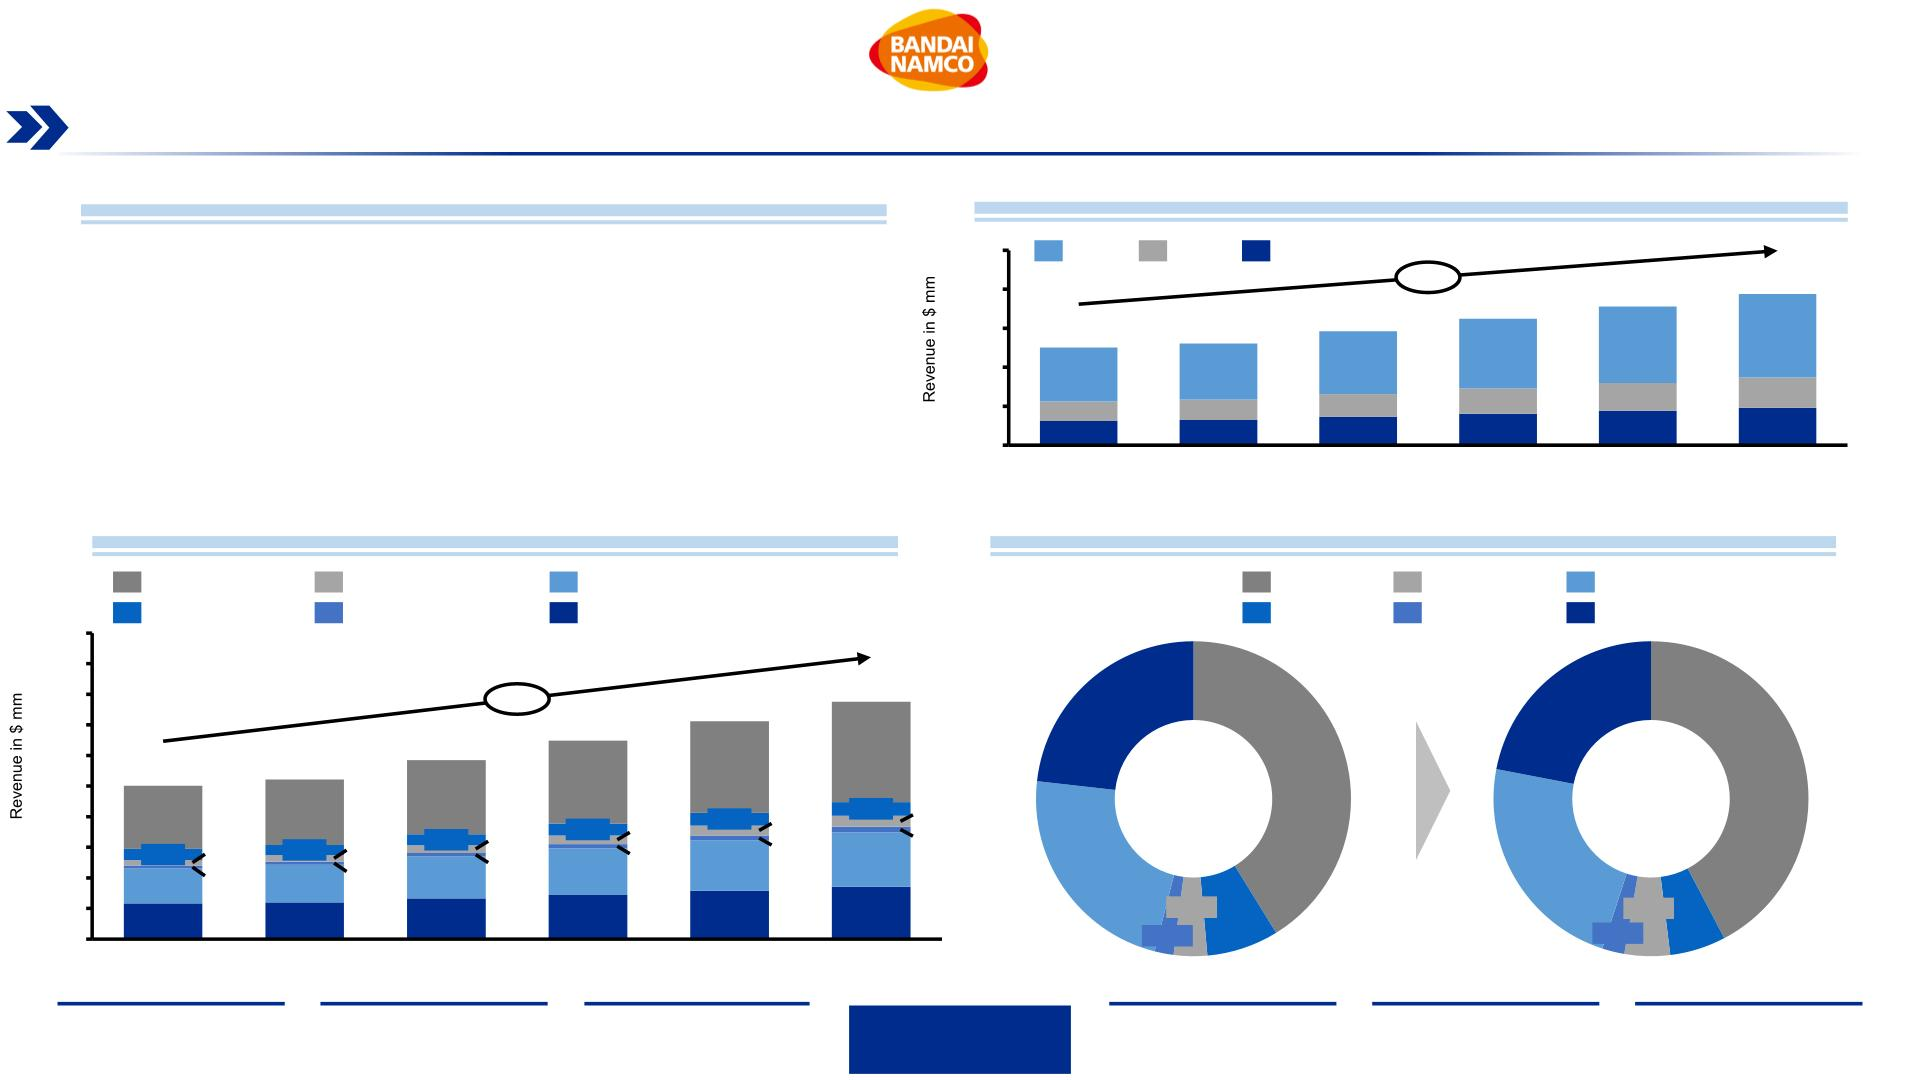 BANDAI
NAMCO
Revenue in $ mm
Revenue in $ mm